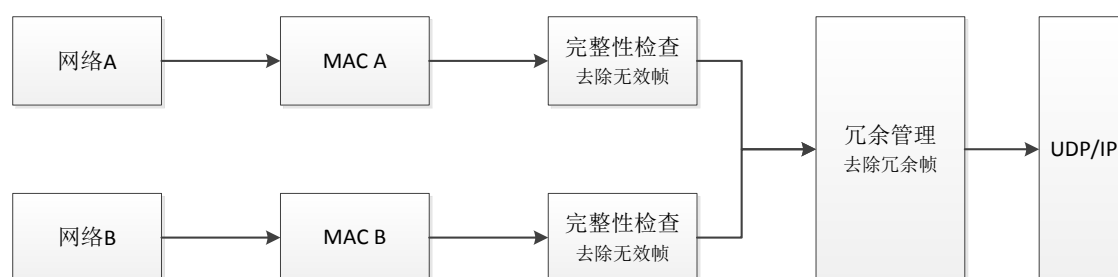 网络A
MAC A
完整性检查
去除无效帧
冗余管理
去除冗余帧
UDP/IP
网络B
MAC B
完整性检查
去除无效帧